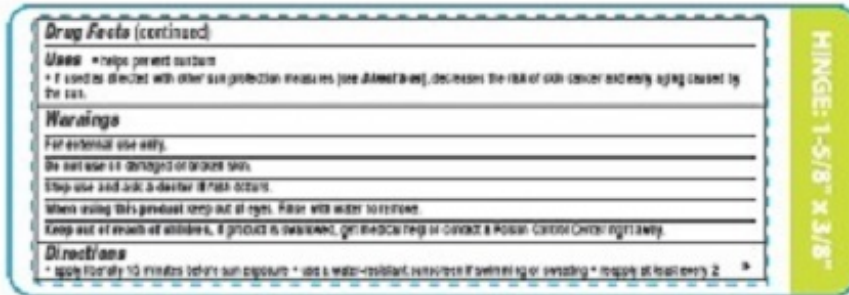 Drug Facts (continued)
Uses • helps prevent sunburn
• if used as directed with other sun protection measures (see Directions), decreases the risk of skin cancer and early aging caused by
the sun.
Warnings
For external use only.
Do not use on damaged or broken skin.
Stop use and ask a doctor if rash occurs.
When using this product keep out of eyes. Rinse with water to remove.
Keep out of reach of children. If product is swallowed, get medical help or contact a Poison Control Center right away.
Directions
• apply liberally 15 minutes before sun exposure • use a water-resistant sunscreen if swimming or sweating • reapply at least every 2
HINGE: 1-5/8" x 3/8"